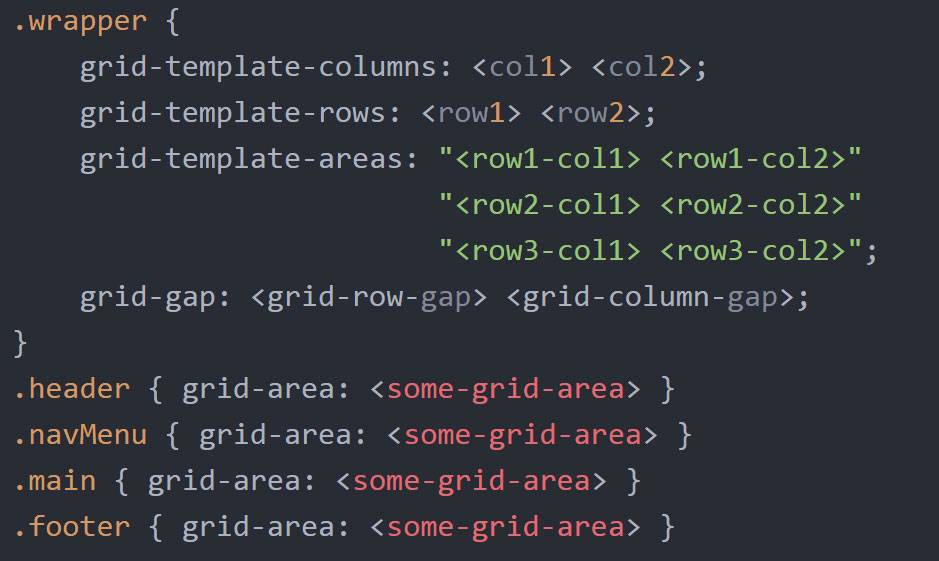 .wrapper {
    grid-template-columns: <col1> <col2>;
    grid-template-rows: <row1> <row2>;
    grid-template-areas: "<row1-col1> <row1-col2>"
                         "<row2-col1> <row2-col2>"
                         "<row3-col1> <row3-col2>";
    grid-gap: <grid-row-gap> <grid-column-gap>;
}
.header { grid-area: <some-grid-area> }
.navMenu { grid-area: <some-grid-area> }
.main { grid-area: <some-grid-area> }
.footer { grid-area: <some-grid-area> }